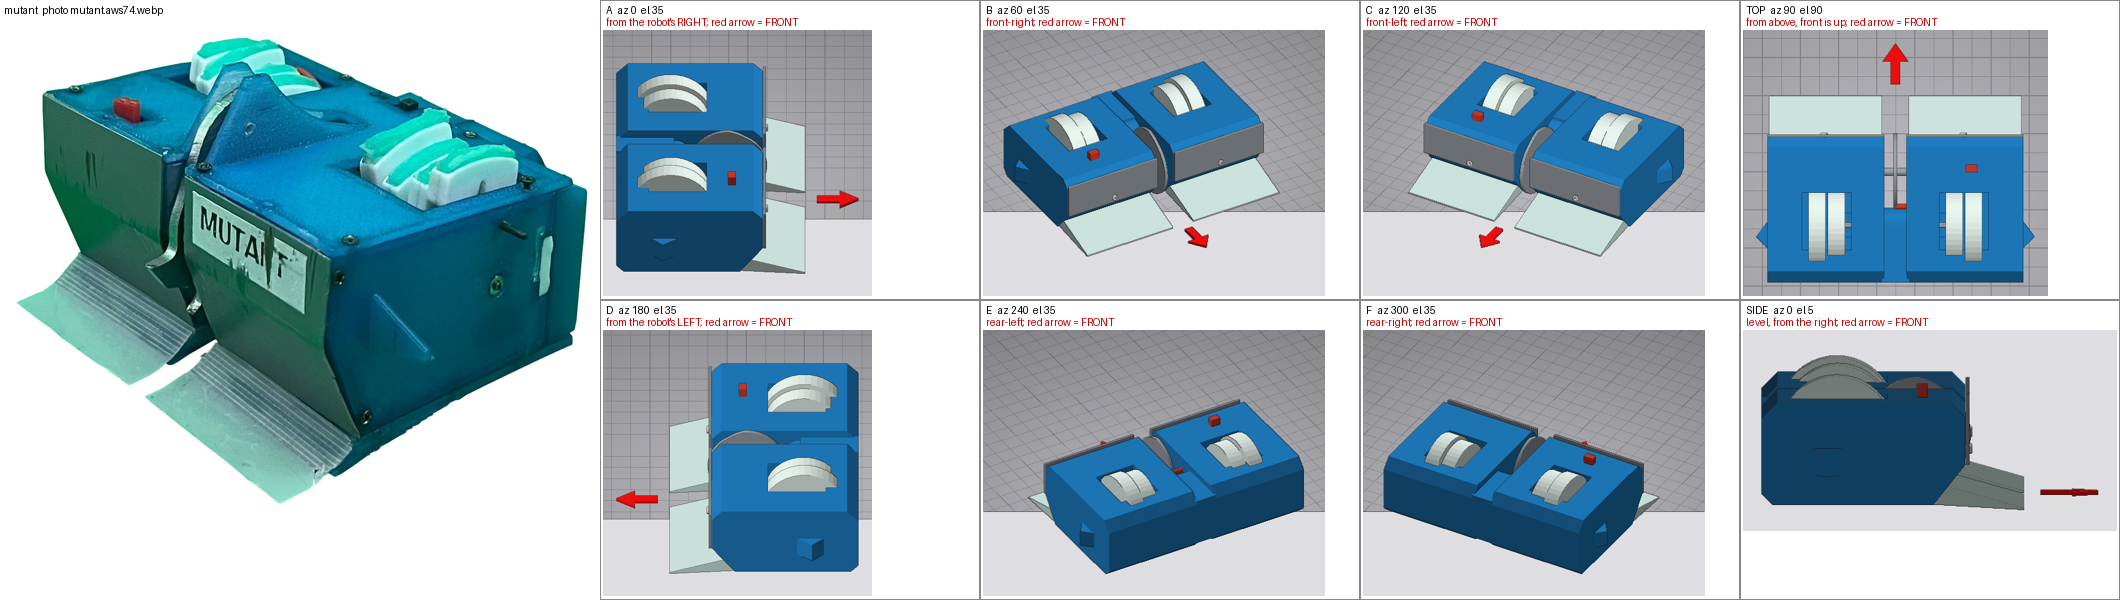 mutant photo mutant.aws74.webp
MUTANT
A az 0 el 35
from the robot's RIGHT; red arrow = FRONT
B az 60 el 35
front-right; red arrow = FRONT
C az 120 el 35
front-left; red arrow = FRONT
TOP az 90 el 90
from above, front is up; red arrow = FRONT
D az 180 el 35
from the robot's LEFT; red arrow = FRONT
E az 240 el 35
rear-left; red arrow = FRONT
F az 300 el 35
rear-right; red arrow = FRONT
SIDE az 0 el 5
level, from the right; red arrow = FRONT